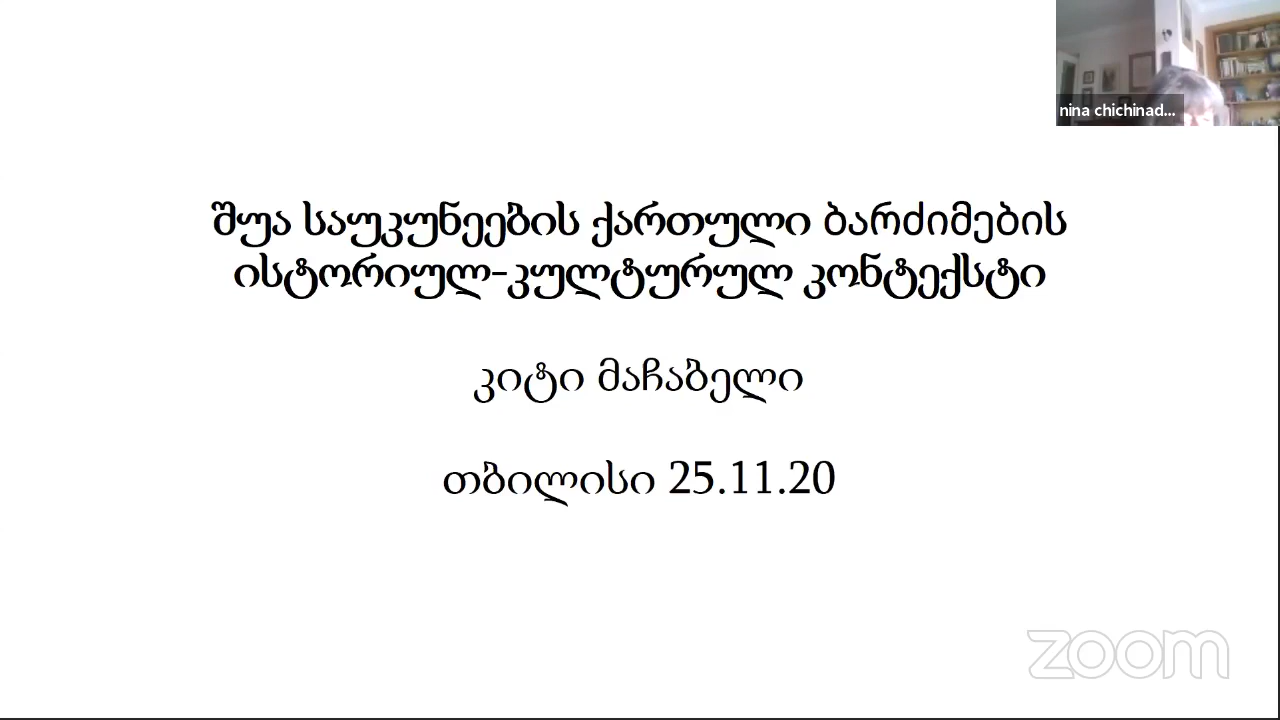 nina chichinad...
შუა საუკუნეების ქართული ბარძიმების
ისტორიულ-კულტურულ კონტექსტი
კიტი მაჩაბელი
თბილისი 25.11.20
zoom